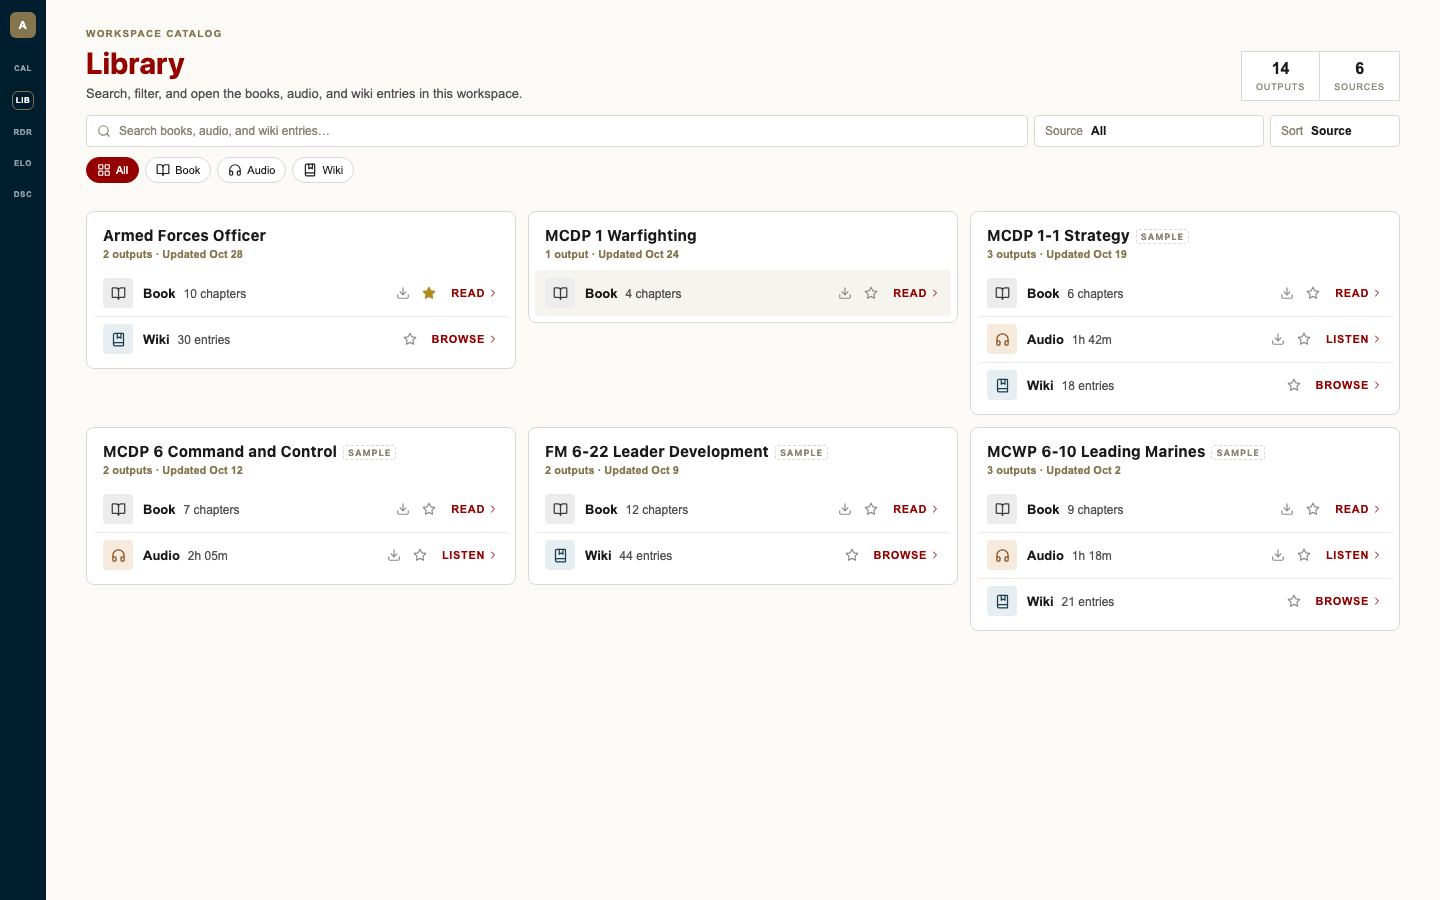 A
CAL
LIB
RDR
ELO
DSC
WORKSPACE CATALOG
Library
Search, filter, and open the books, audio, and wiki entries in this workspace.
14 OUTPUTS
6 SOURCES
Search books, audio, and wiki entries...
Source All
Sort Source
All
Book
Audio
Wiki
Armed Forces Officer
2 outputs · Updated Oct 28
Book 10 chapters READ
Wiki 30 entries BROWSE
MCDP 1 Warfighting
1 output · Updated Oct 24
Book 4 chapters READ
MCDP 1-1 Strategy SAMPLE
3 outputs · Updated Oct 19
Book 6 chapters READ
Audio 1h 42m LISTEN
Wiki 18 entries BROWSE
MCDP 6 Command and Control SAMPLE
2 outputs · Updated Oct 12
Book 7 chapters READ
Audio 2h 05m LISTEN
FM 6-22 Leader Development SAMPLE
2 outputs · Updated Oct 9
Book 12 chapters READ
Wiki 44 entries BROWSE
MCWP 6-10 Leading Marines SAMPLE
3 outputs · Updated Oct 2
Book 9 chapters READ
Audio 1h 18m LISTEN
Wiki 21 entries BROWSE